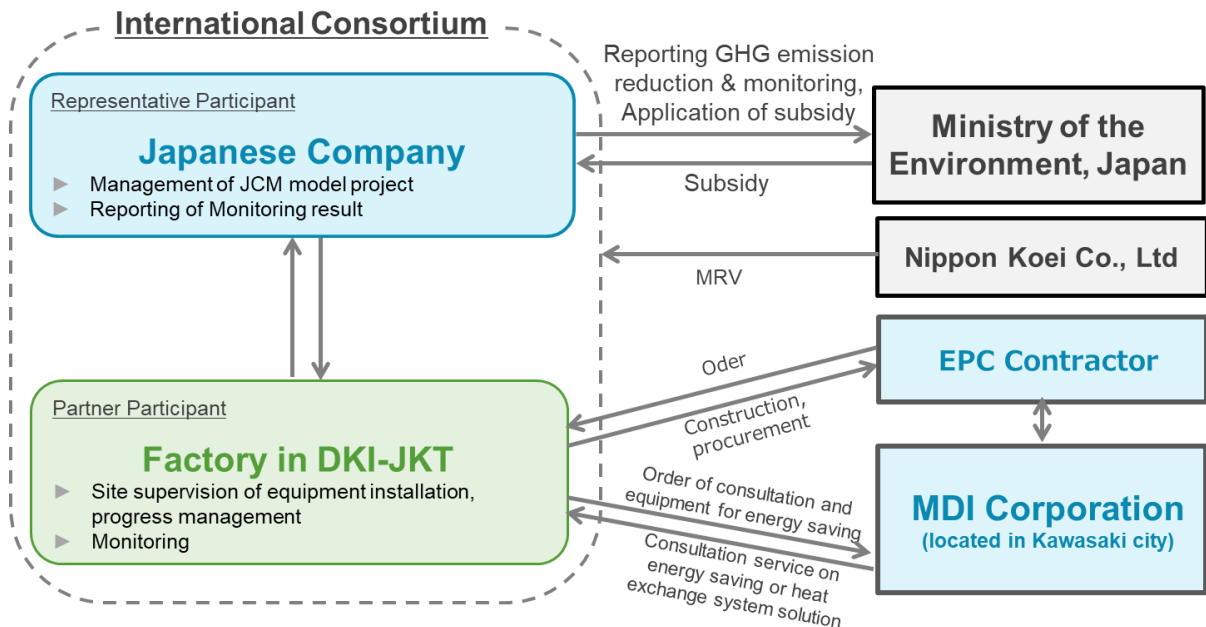 International Consortium
Representative Participant
Japanese Company
► Management of JCM model project
► Reporting of Monitoring result
Reporting GHG emission
reduction & monitoring,
Application of subsidy
Subsidy
Ministry of the
Environment, Japan
MRV
Nippon Koei Co., Ltd
Partner Participant
Factory in DKI-JKT
► Site supervision of equipment installation,
progress management
► Monitoring
Oder
Construction,
procurement
EPC Contractor
Order of consultation and
equipment for energy saving
Consultation service on
energy saving or heat
exchange system solution
MDI Corporation
(located in Kawasaki city)